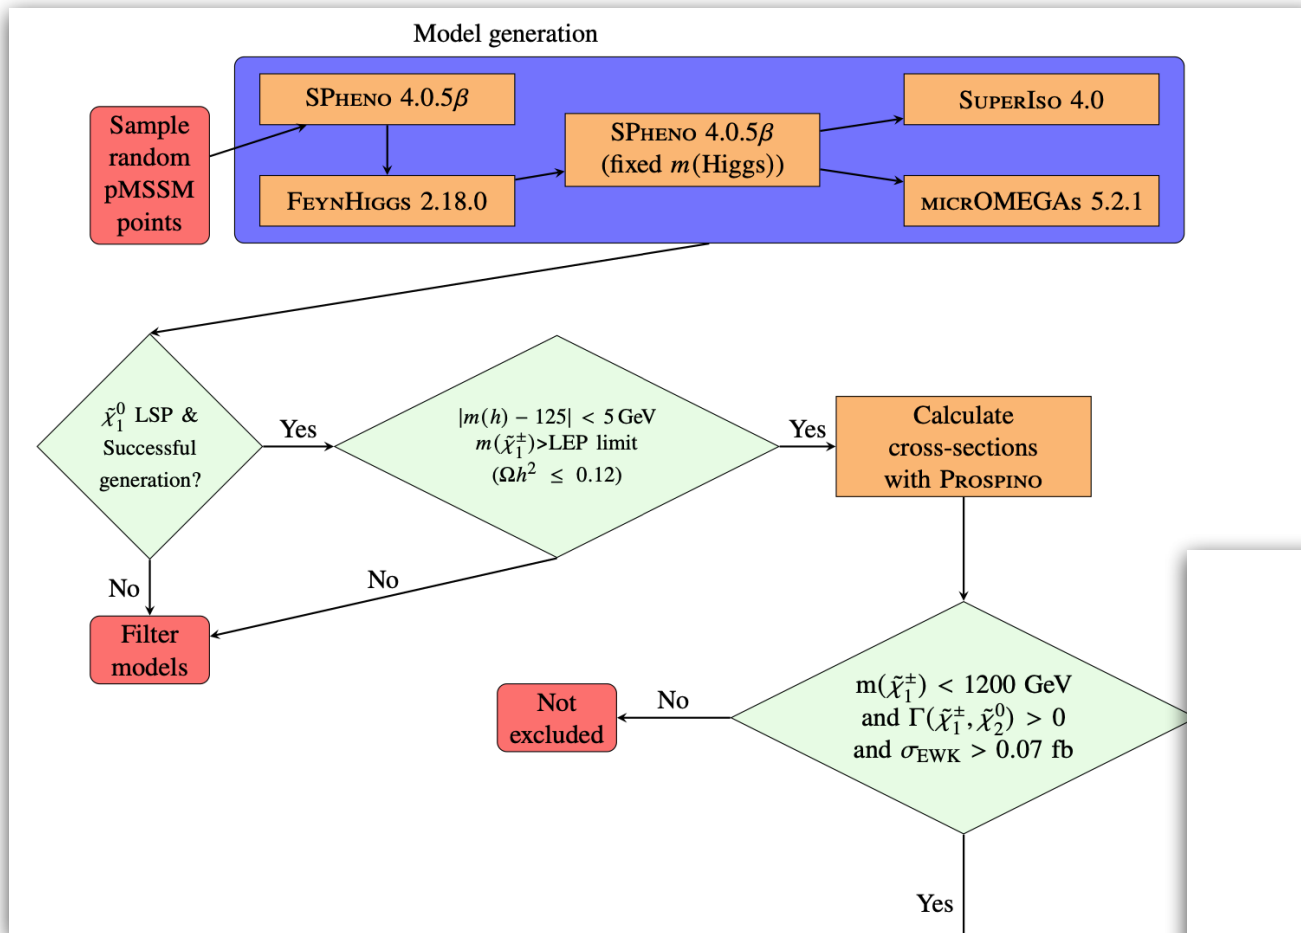 Model generation
Sample
random
pMSSM
points
SPHENO 4.0.5β
FEYNHIGGS 2.18.0
SPHENO 4.0.5β
(fixed m(Higgs))
SUPERISO 4.0
MICROMEGAS 5.2.1
χ̃₁⁰ LSP &
Successful
generation?
Yes
|m(h) − 125| < 5 GeV
m(χ̃₁±)>LEP limit
(Ωh² ≤ 0.12)
Yes
Calculate
cross-sections
with PROSPINO
No
No
Filter
models
Not
excluded
No
m(χ̃₁±) < 1200 GeV
and Γ(χ̃₁±, χ̃₂⁰) > 0
and σEWK > 0.07 fb
Yes